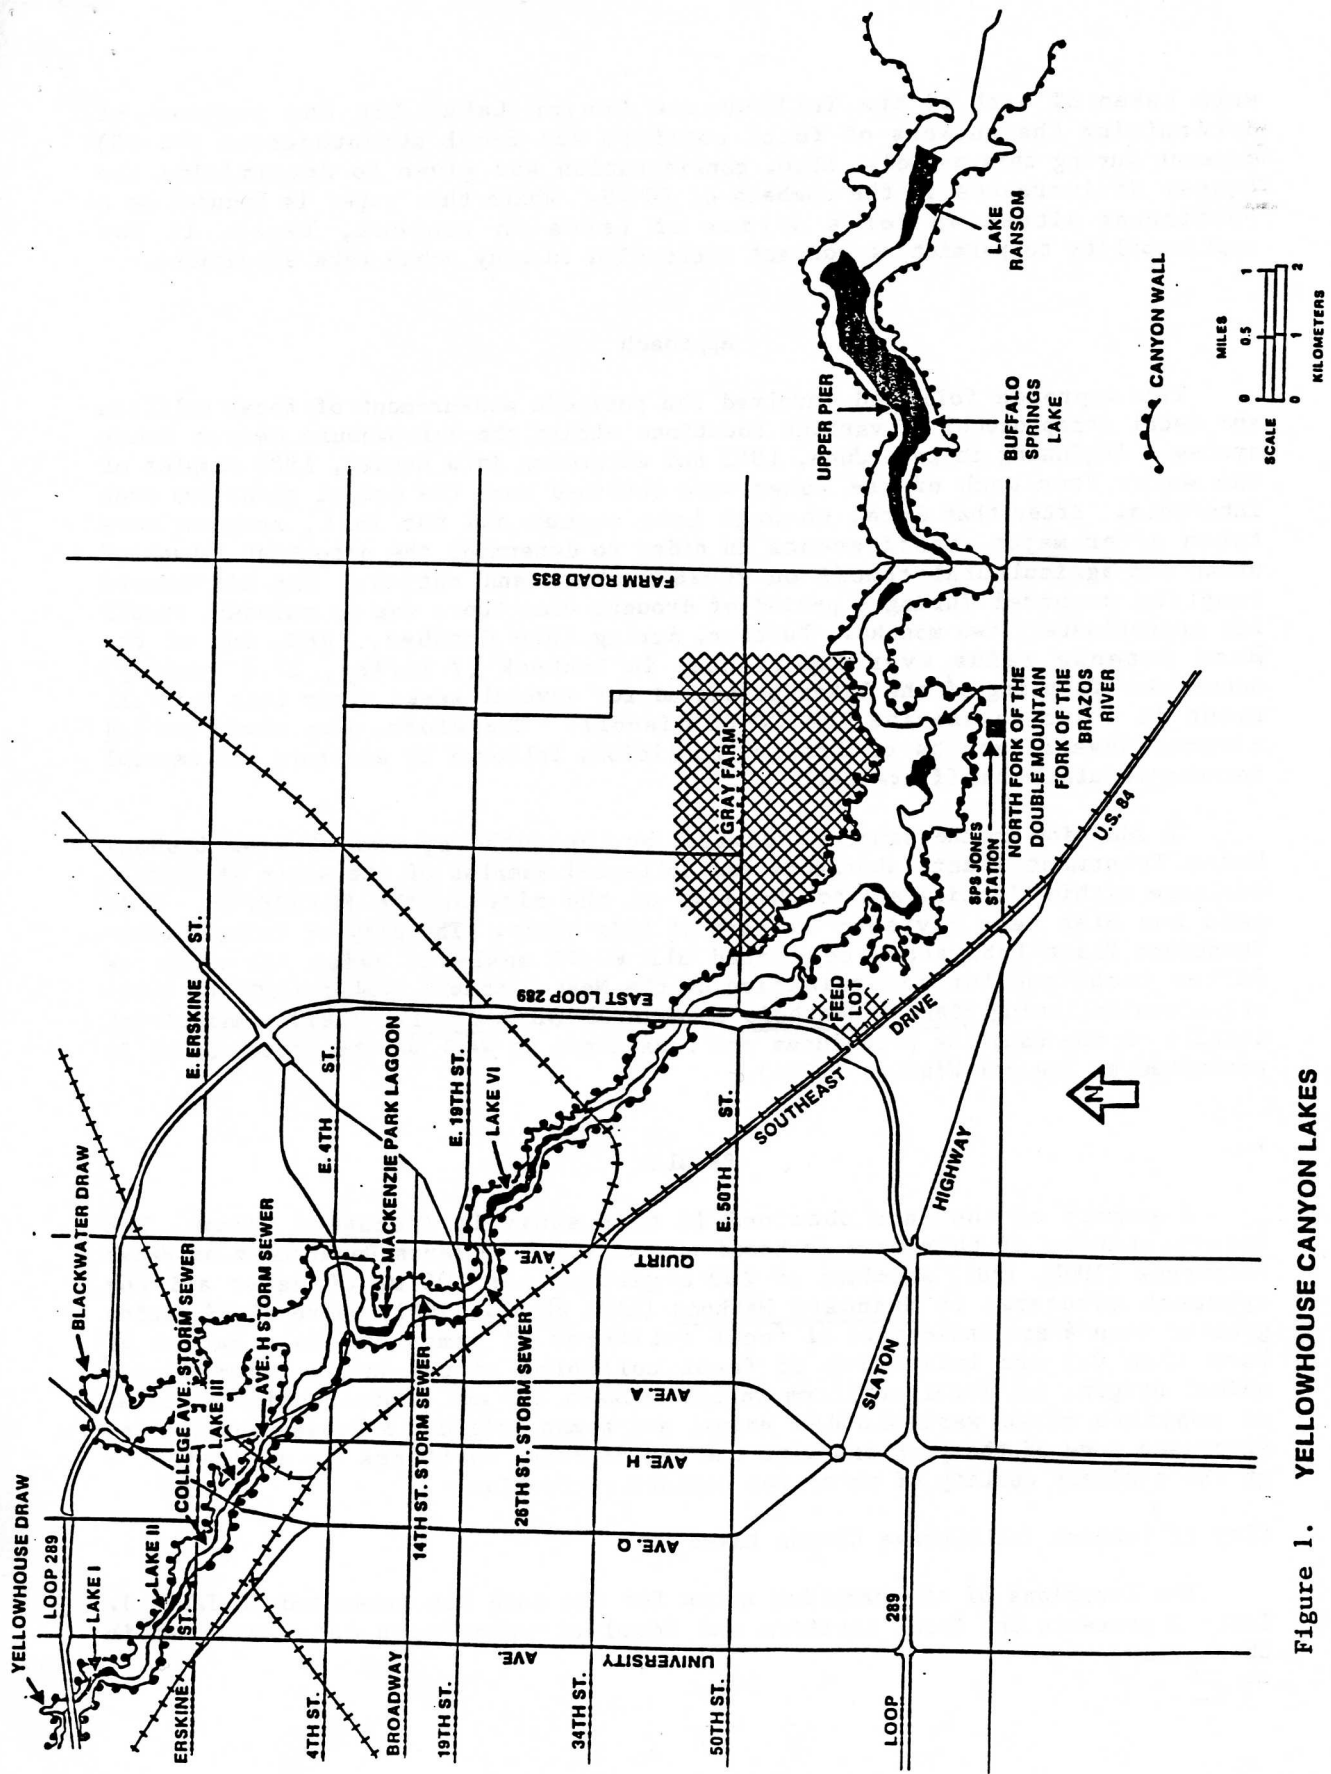 YELLOWHOUSE DRAW
LOOP 289
LAKE I
LAKE II
ERSKINE
ST.
COLLEGE AVE. STORM SEWER
LAKE III
AVE. H STORM SEWER
BLACKWATER DRAW
E. ERSKINE
ST.
4TH ST.
E. 4TH
ST.
MACKENZIE PARK LAGOON
BROADWAY
14TH ST. STORM SEWER
19TH ST.
E. 19TH ST.
LAKE VI
26TH ST. STORM SEWER
34TH ST.
50TH ST.
E. 50TH
ST.
UNIVERSITY
AVE.
AVE. Q
AVE. H
AVE. A
QUIRT
AVE.
EAST LOOP 289
FARM ROAD 835
GRAY FARM
FEED
LOT
SOUTHEAST
DRIVE
LOOP
289
SLATON
HIGHWAY
U.S. 84
SPS JONES
STATION
NORTH FORK OF THE
DOUBLE MOUNTAIN
FORK OF THE
BRAZOS
RIVER
UPPER PIER
BUFFALO
SPRINGS
LAKE
LAKE
RANSOM
N
CANYON WALL
MILES
0 0.5 1
SCALE
0 1 2
KILOMETERS
Figure 1. YELLOWHOUSE CANYON LAKES